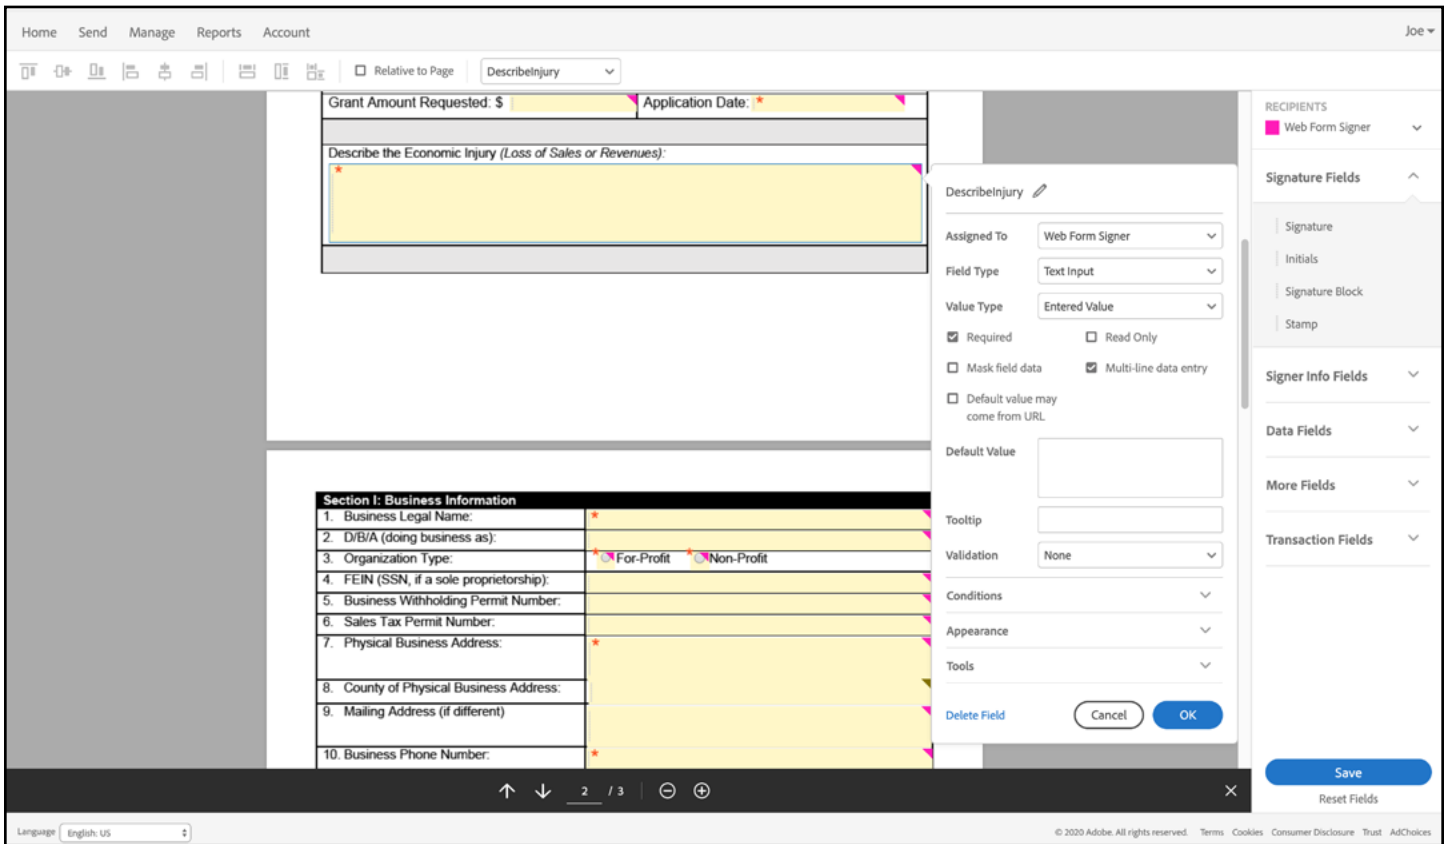 Home Send Manage Reports Account Joe
Relative to Page DescribeInjury
Grant Amount Requested: $ Application Date: *
Describe the Economic Injury (Loss of Sales or Revenues):
*
Section I: Business Information
1. Business Legal Name: *
2. D/B/A (doing business as):
3. Organization Type: * For-Profit * Non-Profit
4. FEIN (SSN, if a sole proprietorship):
5. Business Withholding Permit Number:
6. Sales Tax Permit Number:
7. Physical Business Address: *
8. County of Physical Business Address:
9. Mailing Address (if different)
10. Business Phone Number: *
DescribeInjury
Assigned To Web Form Signer
Field Type Text Input
Value Type Entered Value
Required Read Only
Mask field data Multi-line data entry
Default value may
come from URL
Default Value
Tooltip
Validation None
Conditions
Appearance
Tools
Delete Field Cancel OK
RECIPIENTS
Web Form Signer
Signature Fields
Signature
Initials
Signature Block
Stamp
Signer Info Fields
Data Fields
More Fields
Transaction Fields
Save
Reset Fields
2 / 3
Language English: US
© 2020 Adobe. All rights reserved. Terms Cookies Consumer Disclosure Trust AdChoices